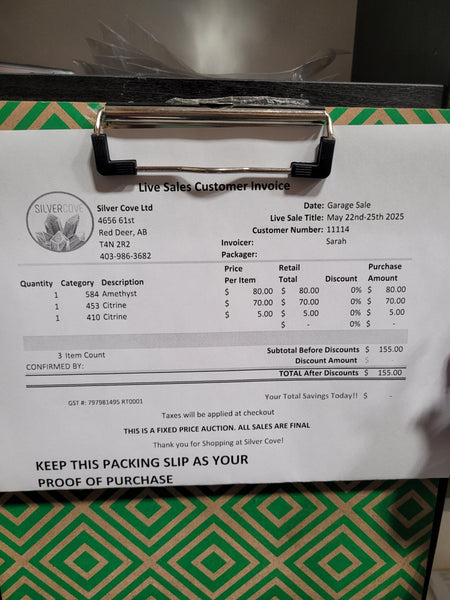 Live Sales Customer Invoice
SILVERCOVE
Silver Cove Ltd
4656 61st
Red Deer, AB
T4N 2R2
403-986-3682
Date: Garage Sale
Live Sale Title: May 22nd-25th 2025
Customer Number: 11114
Invoicer: Sarah
Packager:
Quantity Category Description Price Per Item Retail Total Discount Purchase Amount
1 584 Amethyst $ 80.00 $ 80.00 0% $ 80.00
1 453 Citrine $ 70.00 $ 70.00 0% $ 70.00
1 410 Citrine $ 5.00 $ 5.00 0% $ 5.00
$ - 0% $ -
3 Item Count
Subtotal Before Discounts $ 155.00
CONFIRMED BY:
Discount Amount $ -
TOTAL After Discounts $ 155.00
Your Total Savings Today!! $ -
GST #: 797981495 RT0001
Taxes will be applied at checkout
THIS IS A FIXED PRICE AUCTION. ALL SALES ARE FINAL
Thank you for Shopping at Silver Cove!
KEEP THIS PACKING SLIP AS YOUR
PROOF OF PURCHASE